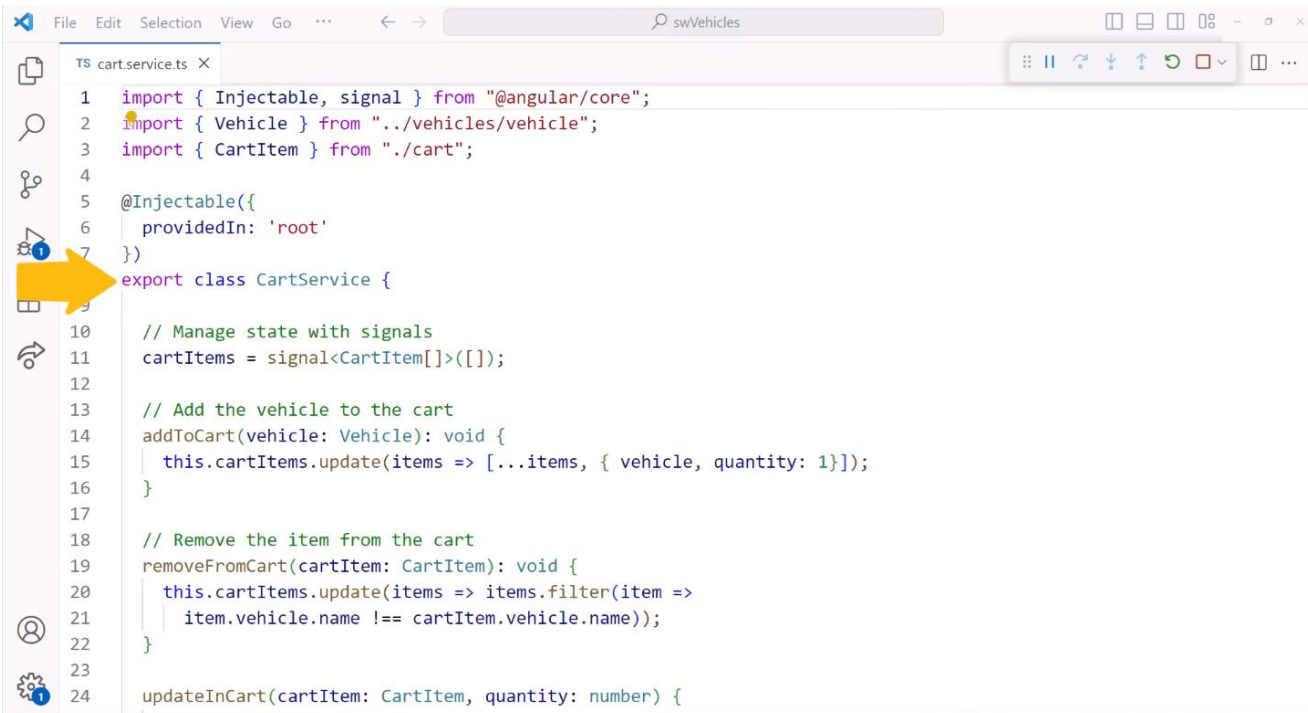 File Edit Selection View Go ··· swVehicles
TS cart.service.ts
1 import { Injectable, signal } from "@angular/core";
2 import { Vehicle } from "../vehicles/vehicle";
3 import { CartItem } from "./cart";
4
5 @Injectable({
6   providedIn: 'root'
7 })
export class CartService {
9
10   // Manage state with signals
11   cartItems = signal<CartItem[]>([]);
12
13   // Add the vehicle to the cart
14   addToCart(vehicle: Vehicle): void {
15     this.cartItems.update(items => [...items, { vehicle, quantity: 1}]);
16   }
17
18   // Remove the item from the cart
19   removeFromCart(cartItem: CartItem): void {
20     this.cartItems.update(items => items.filter(item =>
21       item.vehicle.name !== cartItem.vehicle.name));
22   }
23
24   updateInCart(cartItem: CartItem, quantity: number) {
1
1